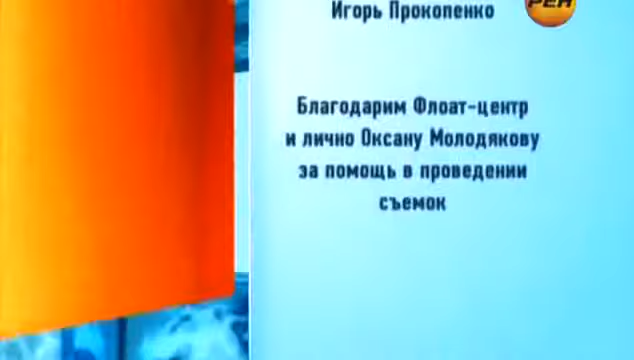 Игорь Прокопенко
РЕН
Благодарим Флоат-центр
и лично Оксану Молодякову
за помощь в проведении
съемок